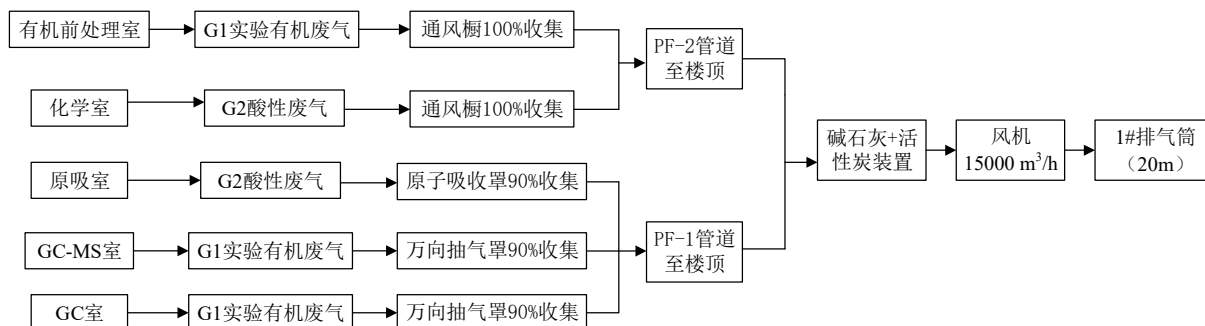 有机前处理室
G1实验有机废气
通风橱100%收集
化学室
G2酸性废气
通风橱100%收集
PF-2管道
至楼顶
原吸室
G2酸性废气
原子吸收罩90%收集
GC-MS室
G1实验有机废气
万向抽气罩90%收集
GC室
G1实验有机废气
万向抽气罩90%收集
PF-1管道
至楼顶
碱石灰+活
性炭装置
风机
15000 m³/h
1#排气筒
（20m）